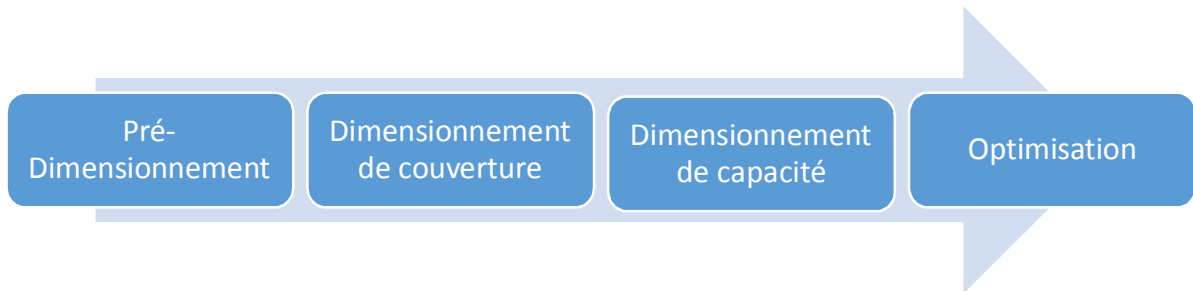 Pré-
Dimensionnement
Dimensionnement
de couverture
Dimensionnement
de capacité
Optimisation